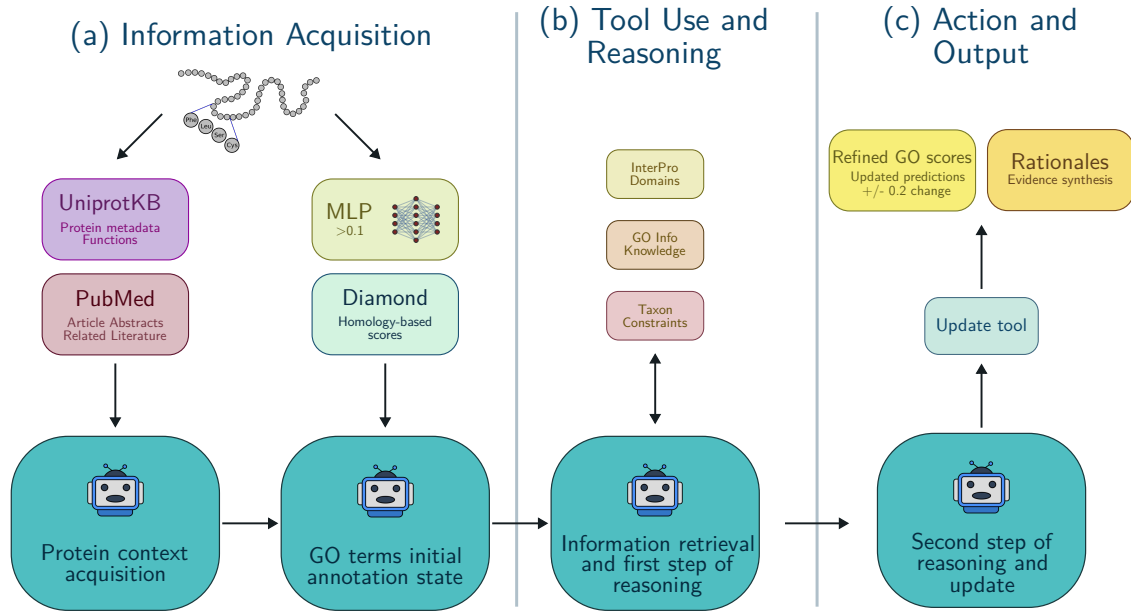 (a) Information Acquisition
Phe
Leu
Ser
Cys
UniprotKB
Protein metadata
Functions
PubMed
Article Abstracts
Related Literature
MLP
>0.1
Diamond
Homology-based
scores
Protein context
acquisition
GO terms initial
annotation state
(b) Tool Use and
Reasoning
InterPro
Domains
GO Info
Knowledge
Taxon
Constraints
Information retrieval
and first step of
reasoning
(c) Action and
Output
Refined GO scores
Updated predictions
+/- 0.2 change
Rationales
Evidence synthesis
Update tool
Second step of
reasoning and
update